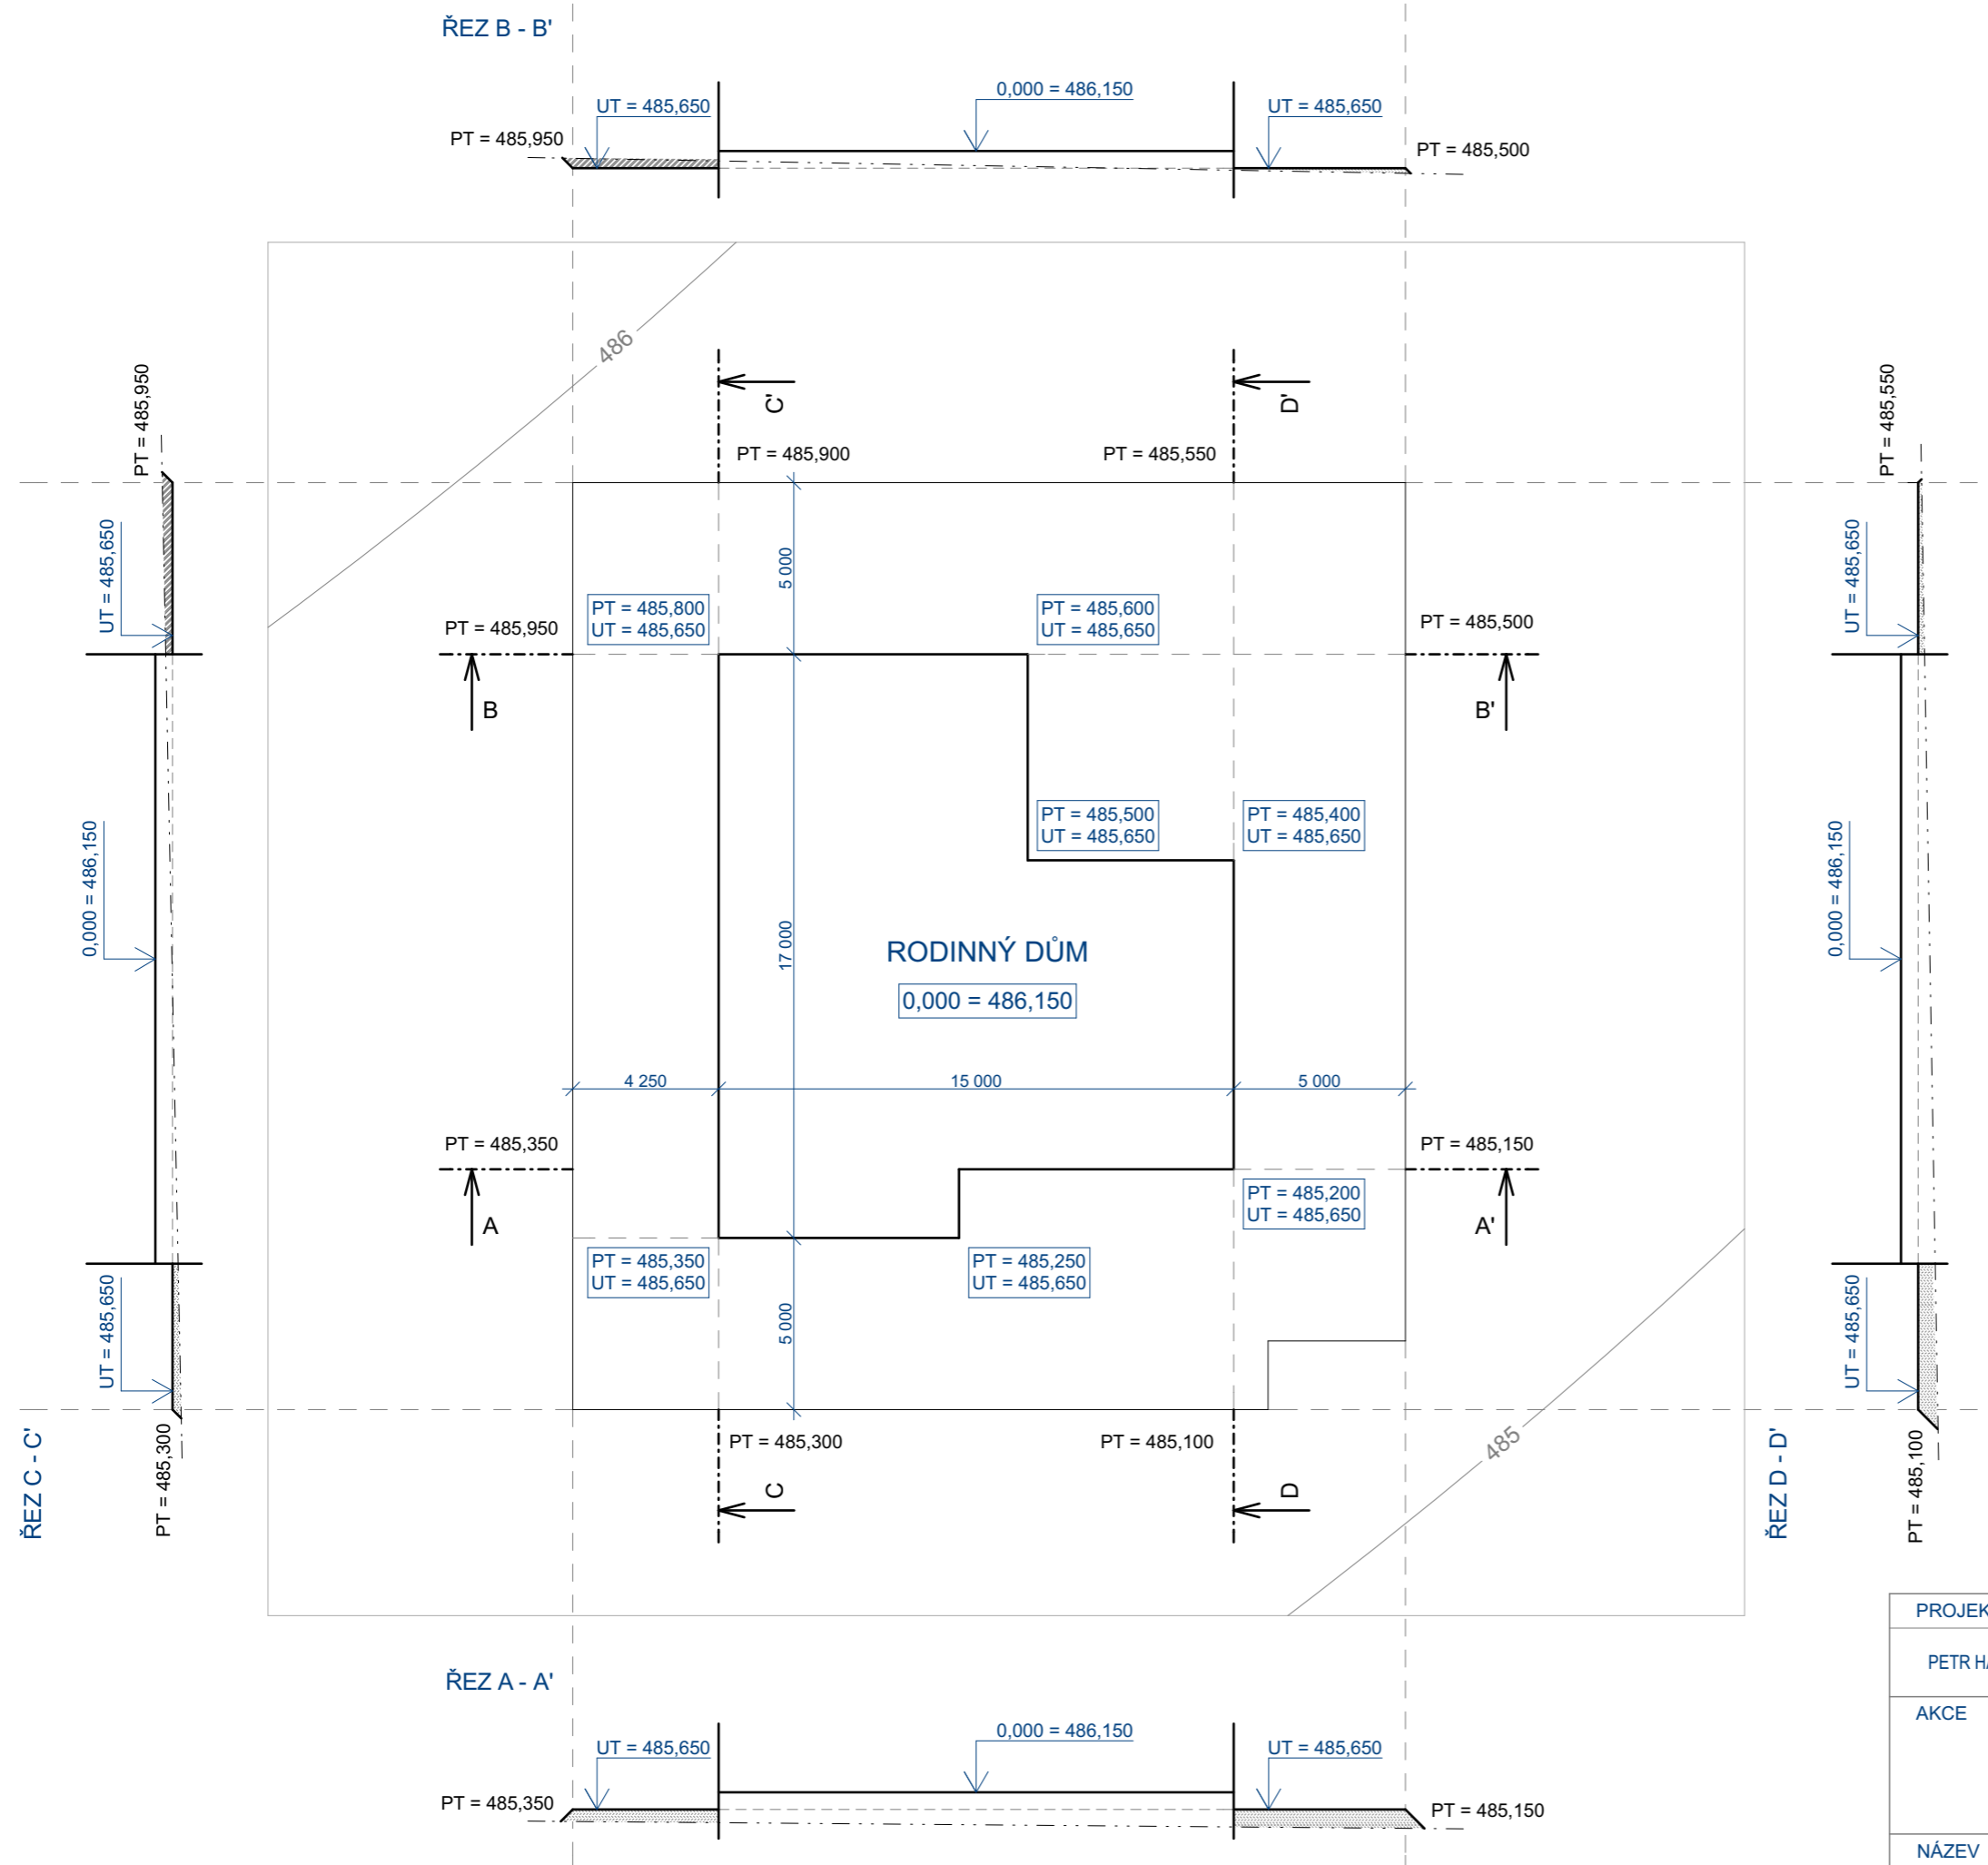 ŘEZ B - B'
UT = 485,650
0,000 = 486,150
UT = 485,650
PT = 485,950
PT = 485,500
486
C'
D'
PT = 485,950
PT = 485,550
PT = 485,900
PT = 485,550
UT = 485,650
5 000
UT = 485,650
PT = 485,800
UT = 485,650
PT = 485,600
UT = 485,650
PT = 485,950
PT = 485,500
B
B'
PT = 485,500
UT = 485,650
PT = 485,400
UT = 485,650
0,000 = 486,150
17 000
RODINNÝ DŮM
0,000 = 486,150
0,000 = 486,150
4 250
15 000
5 000
PT = 485,350
PT = 485,150
A
A'
PT = 485,200
UT = 485,650
PT = 485,350
UT = 485,650
PT = 485,250
UT = 485,650
UT = 485,650
5 000
UT = 485,650
PT = 485,300
PT = 485,100
485
C
D
ŘEZ C - C'
PT = 485,300
ŘEZ D - D'
PT = 485,100
ŘEZ A - A'
UT = 485,650
0,000 = 486,150
UT = 485,650
PT = 485,350
PT = 485,150
PROJEK
PETR HA
AKCE
NÁZEV